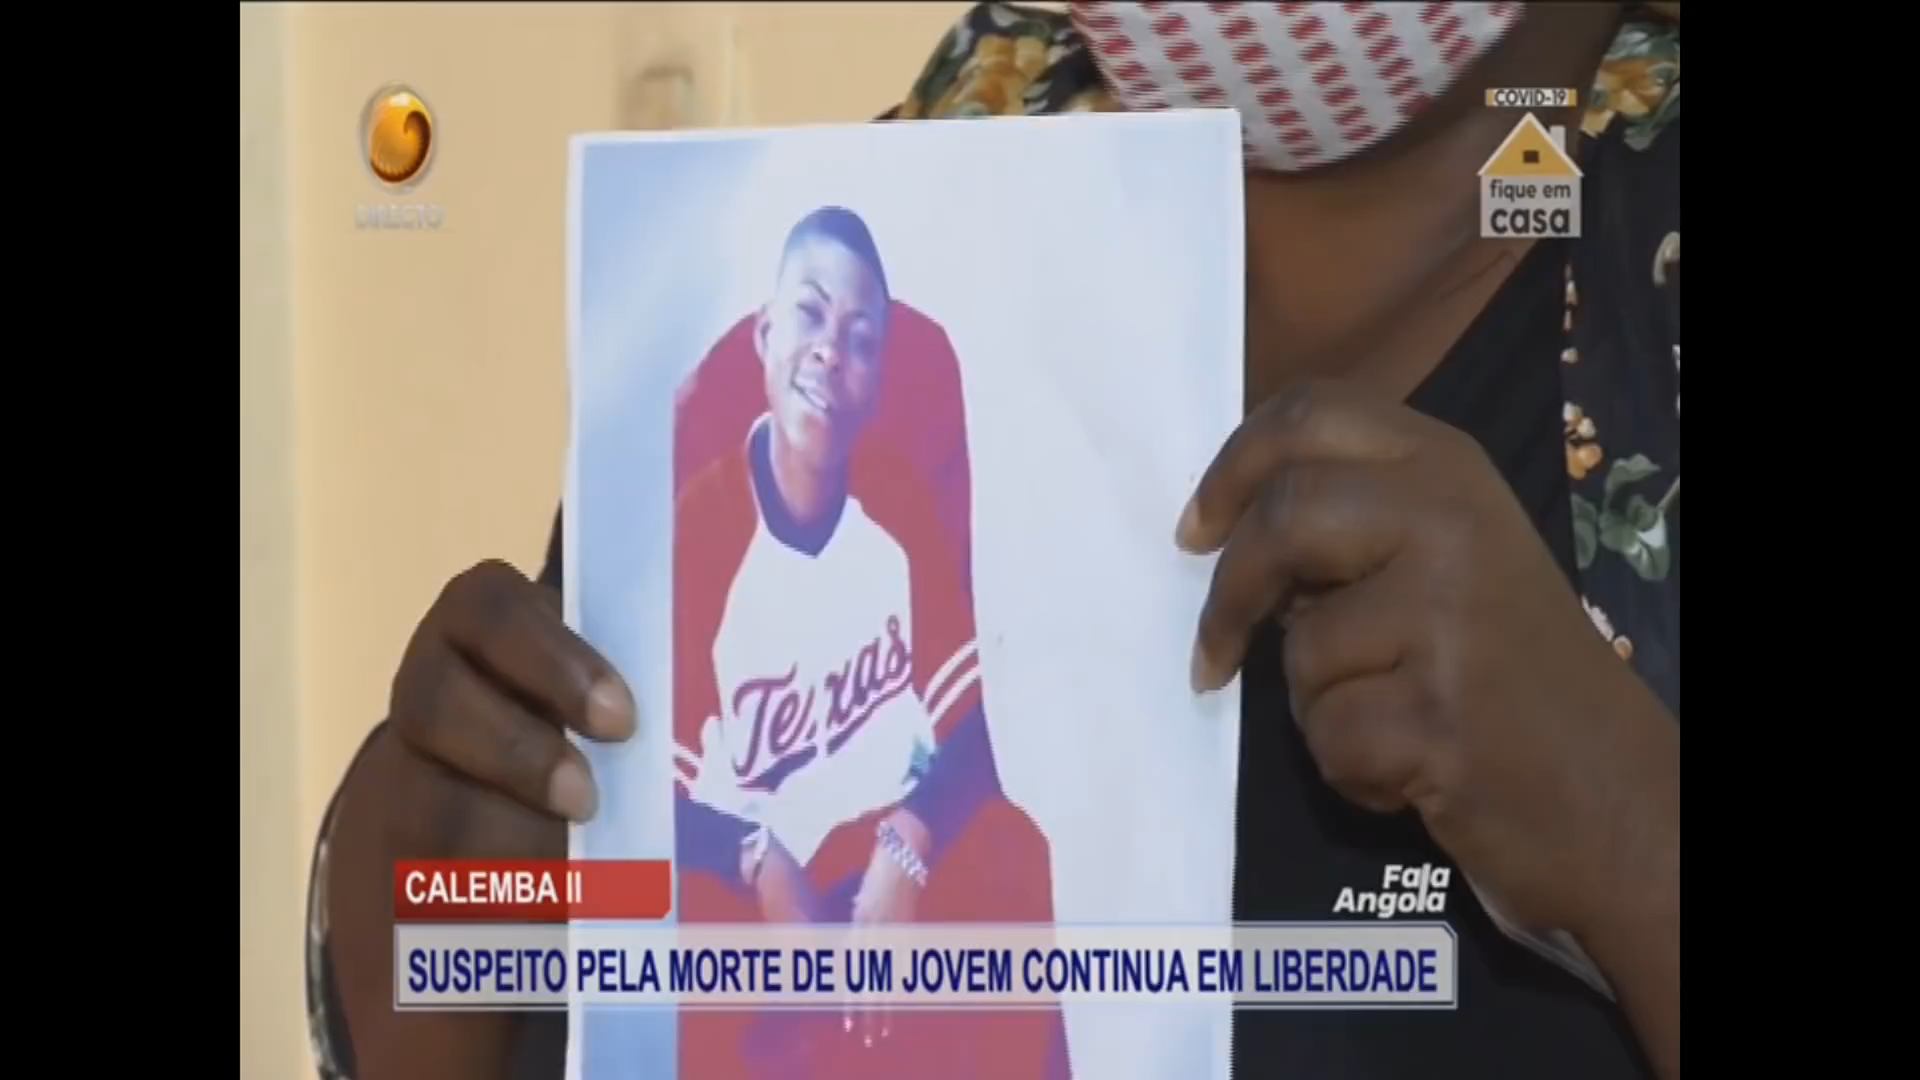 COVID-19
fique em
casa
DIRECTO
Texas
CALEMBA II
Fala
Angola
SUSPEITO PELA MORTE DE UM JOVEM CONTINUA EM LIBERDADE